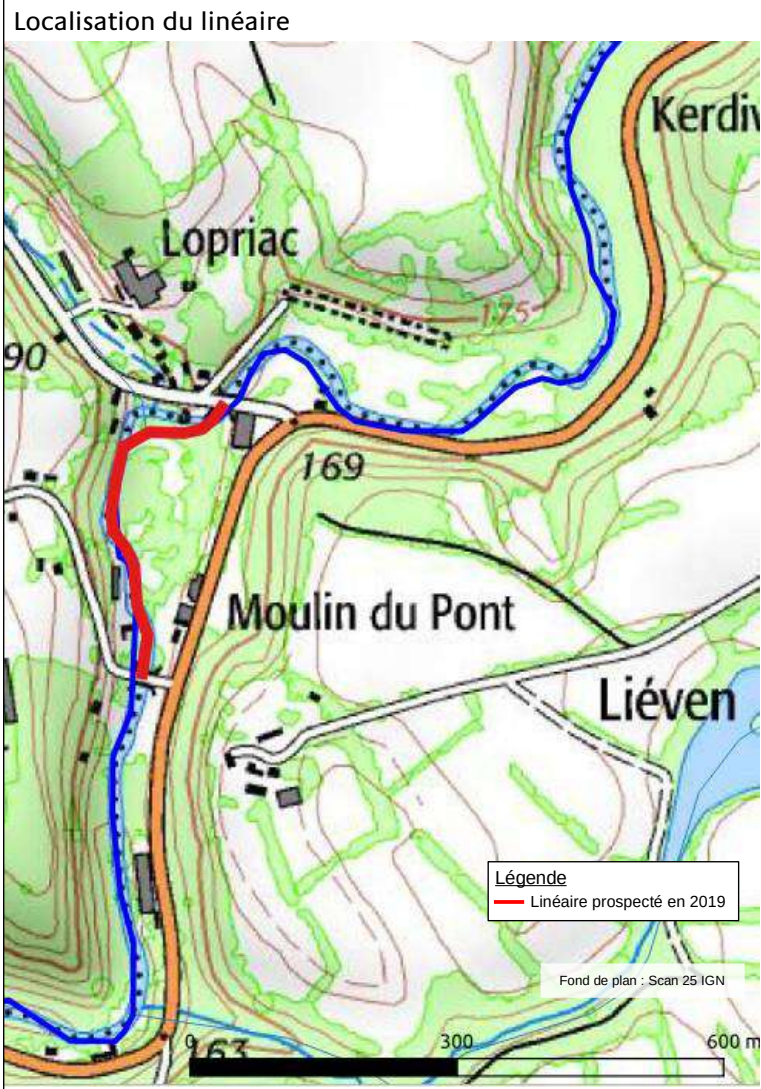 Localisation du linéaire
Kerdiv
Lopriac
175
90
169
Moulin du Pont
Liéven
Légende
Linéaire prospecté en 2019
Fond de plan : Scan 25 IGN
163
0 300 600 m